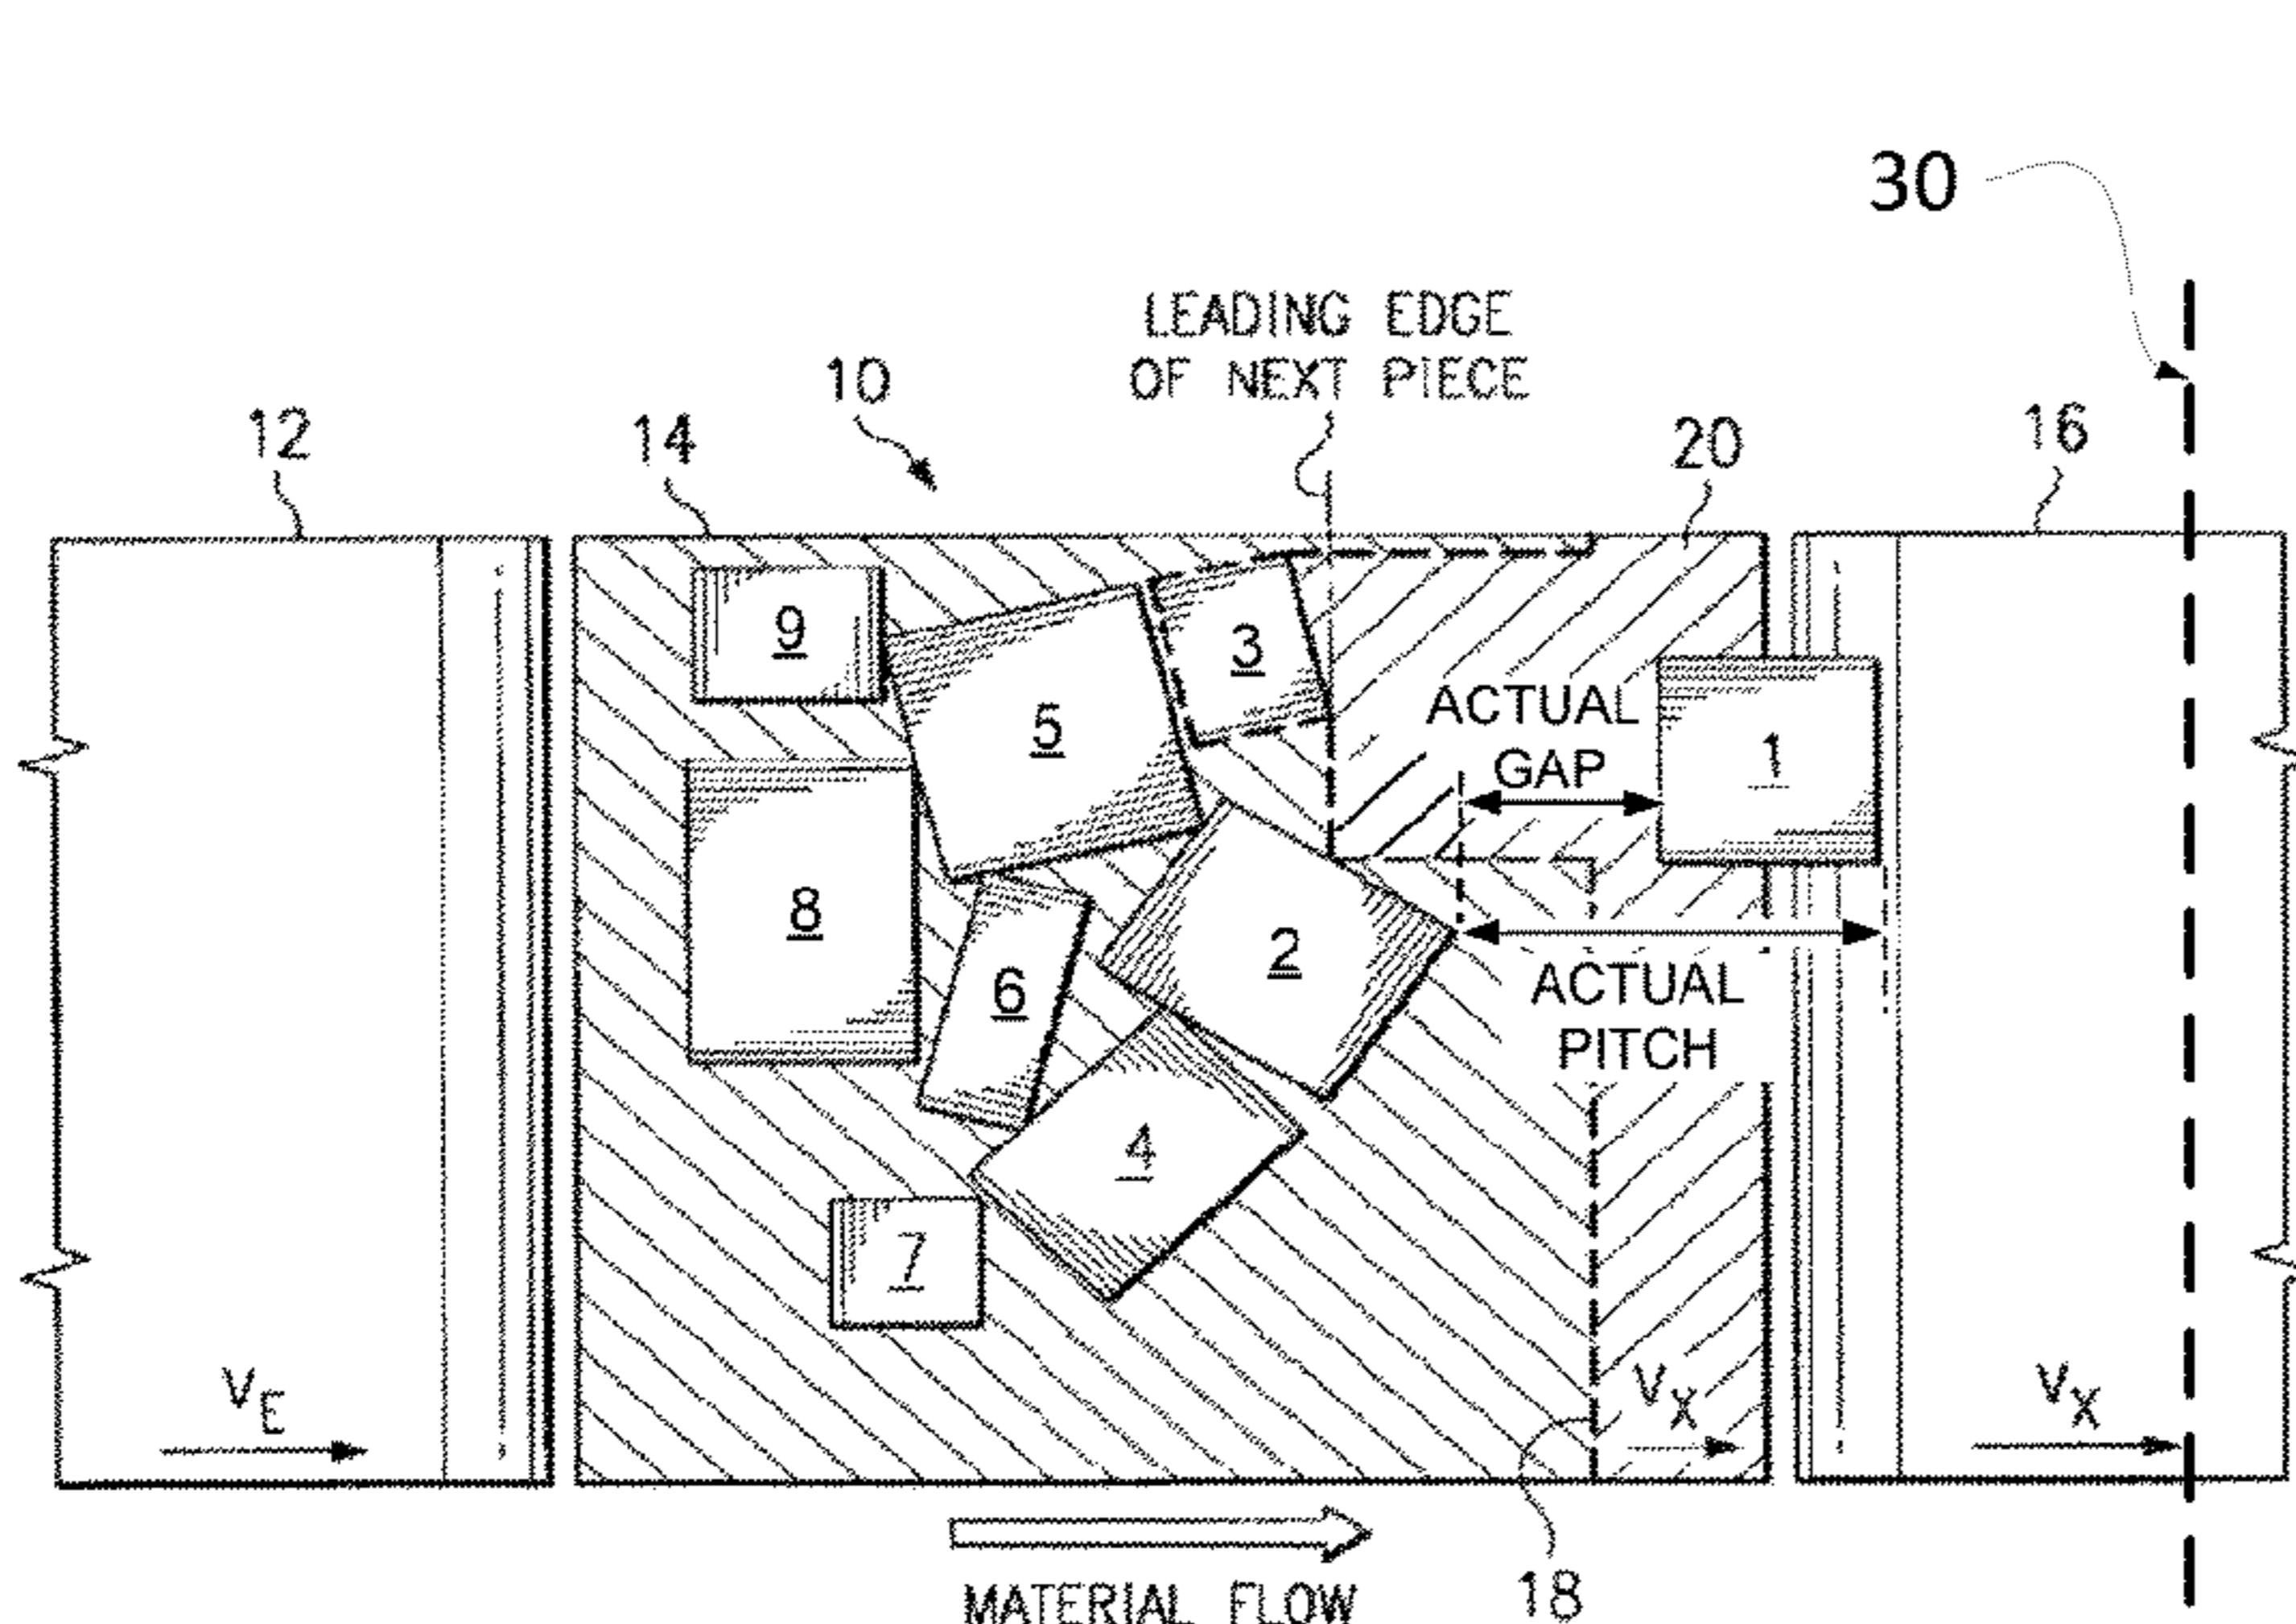 30
LEADING EDGE
OF NEXT PIECE
10
12
14
20
16
9
3
5
ACTUAL
GAP
1
8
2
6
ACTUAL
PITCH
4
7
VE
VX
VX
MATERIAL FLOW
18